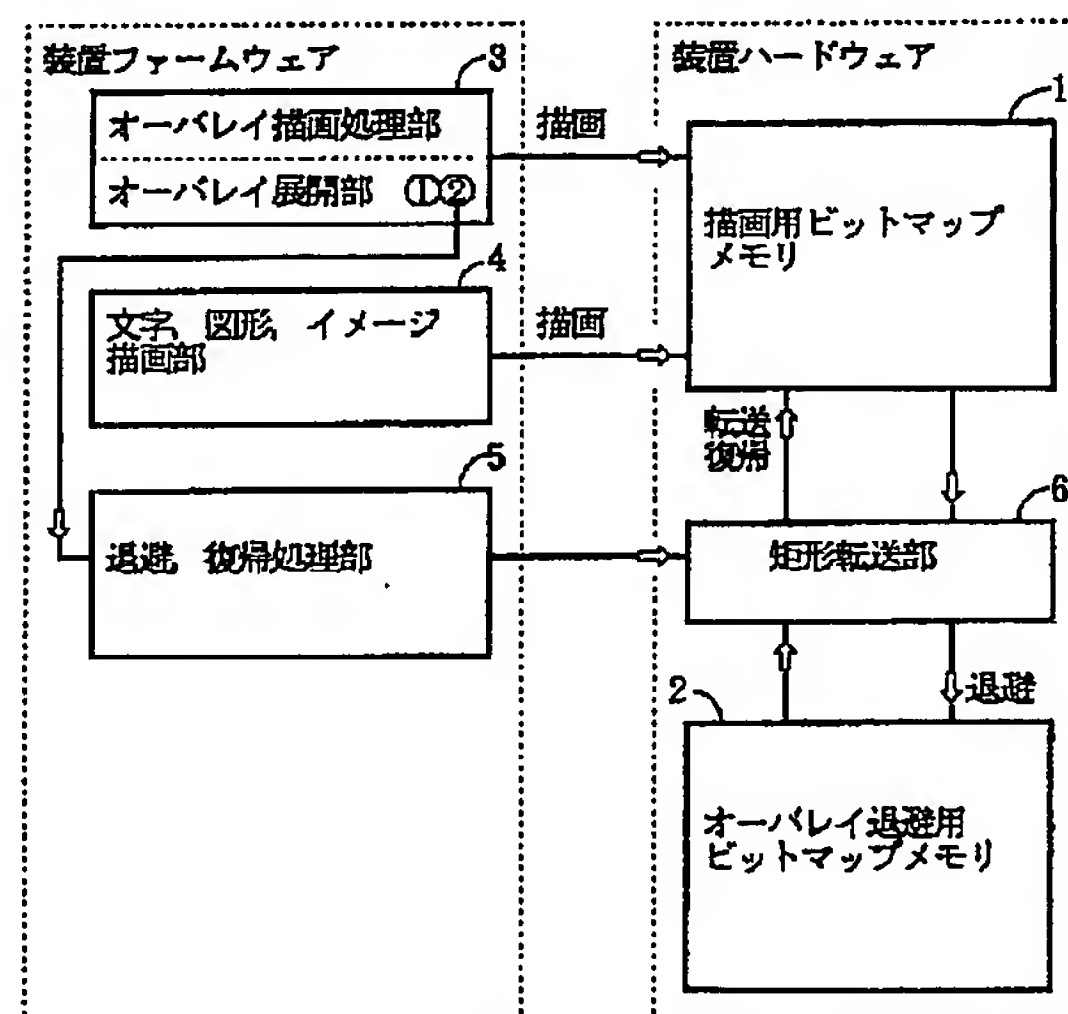 装置ファームウェア
3
オーバレイ描画処理部
オーバレイ展開部 ①②
描画
4
文字, 図形, イメージ
描画部
描画
5
退避, 復帰処理部
装置ハードウェア
1
描画用ビットマップ
メモリ
転送
復帰
6
矩形転送部
退避
2
オーバレイ退避用
ビットマップメモリ